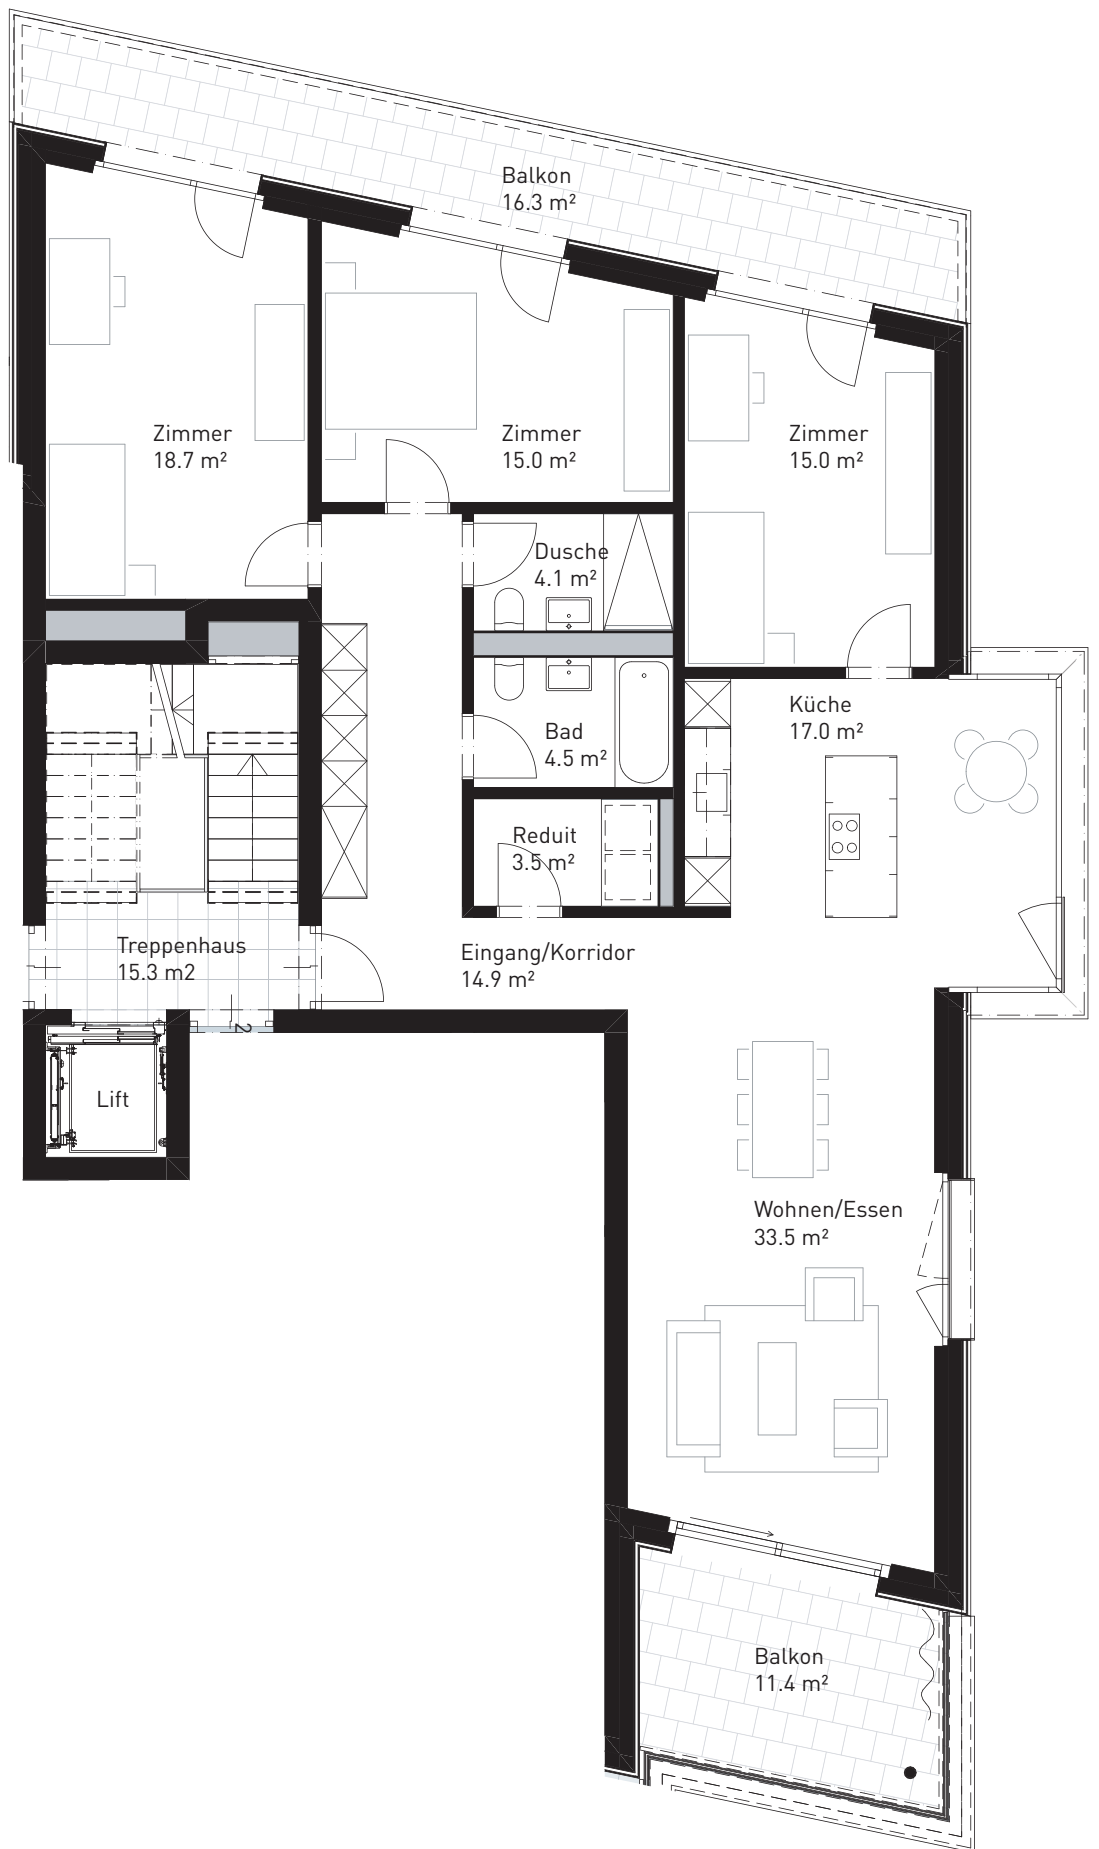 Balkon
16.3 m²
Zimmer
18.7 m²
Zimmer
15.0 m²
Zimmer
15.0 m²
Dusche
4.1 m²
Küche
17.0 m²
Bad
4.5 m²
Reduit
3.5 m²
Treppenhaus
15.3 m2
Eingang/Korridor
14.9 m²
2
Lift
Wohnen/Essen
33.5 m²
Balkon
11.4 m²